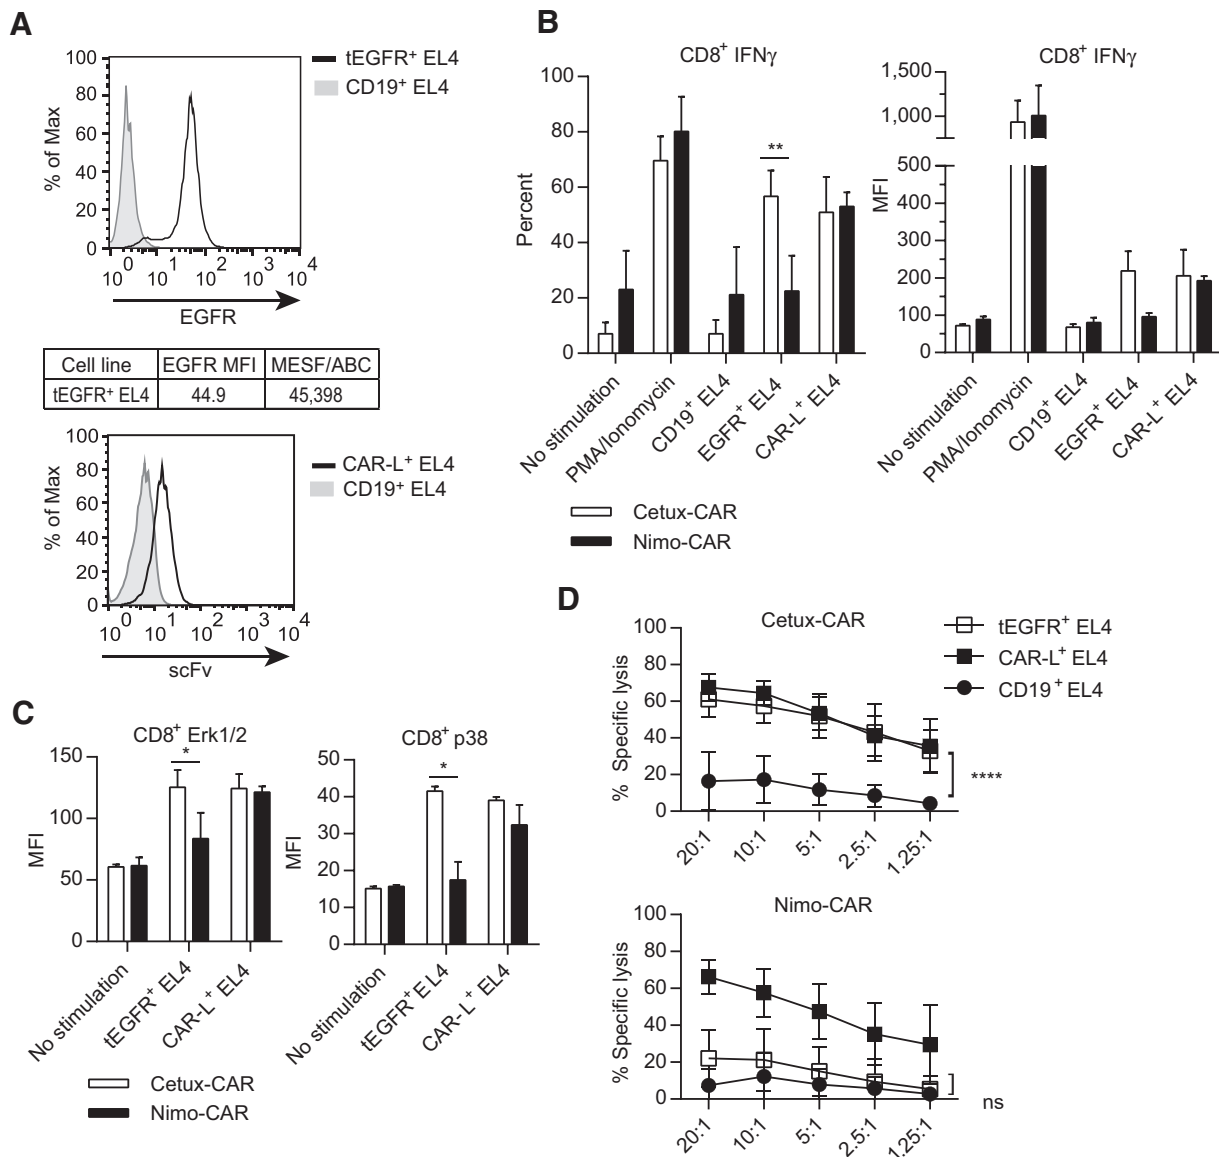 A
100
80
60
40
20
0
% of Max
10^0 10^1 10^2 10^3 10^4
EGFR
tEGFR+ EL4
CD19+ EL4
Cell line EGFR MFI MESF/ABC
tEGFR+ EL4 44.9 45,398
100
80
60
40
20
0
% of Max
10^0 10^1 10^2 10^3 10^4
scFv
CAR-L+ EL4
CD19+ EL4
B
CD8+ IFNγ
100
80
60
40
20
0
Percent
**
No stimulation
PMA/Ionomycin
CD19+ EL4
EGFR+ EL4
CAR-L+ EL4
CD8+ IFNγ
1,500
1,000
500
400
300
200
100
0
MFI
No stimulation
PMA/Ionomycin
CD19+ EL4
EGFR+ EL4
CAR-L+ EL4
Cetux-CAR
Nimo-CAR
C
CD8+ Erk1/2
150
100
50
0
MFI
*
No stimulation
tEGFR+ EL4
CAR-L+ EL4
CD8+ p38
50
40
30
20
10
0
MFI
*
No stimulation
tEGFR+ EL4
CAR-L+ EL4
Cetux-CAR
Nimo-CAR
D
Cetux-CAR
100
80
60
40
20
0
% Specific lysis
20:1
10:1
5:1
2.5:1
1.25:1
****
tEGFR+ EL4
CAR-L+ EL4
CD19+ EL4
Nimo-CAR
100
80
60
40
20
0
% Specific lysis
20:1
10:1
5:1
2.5:1
1.25:1
ns